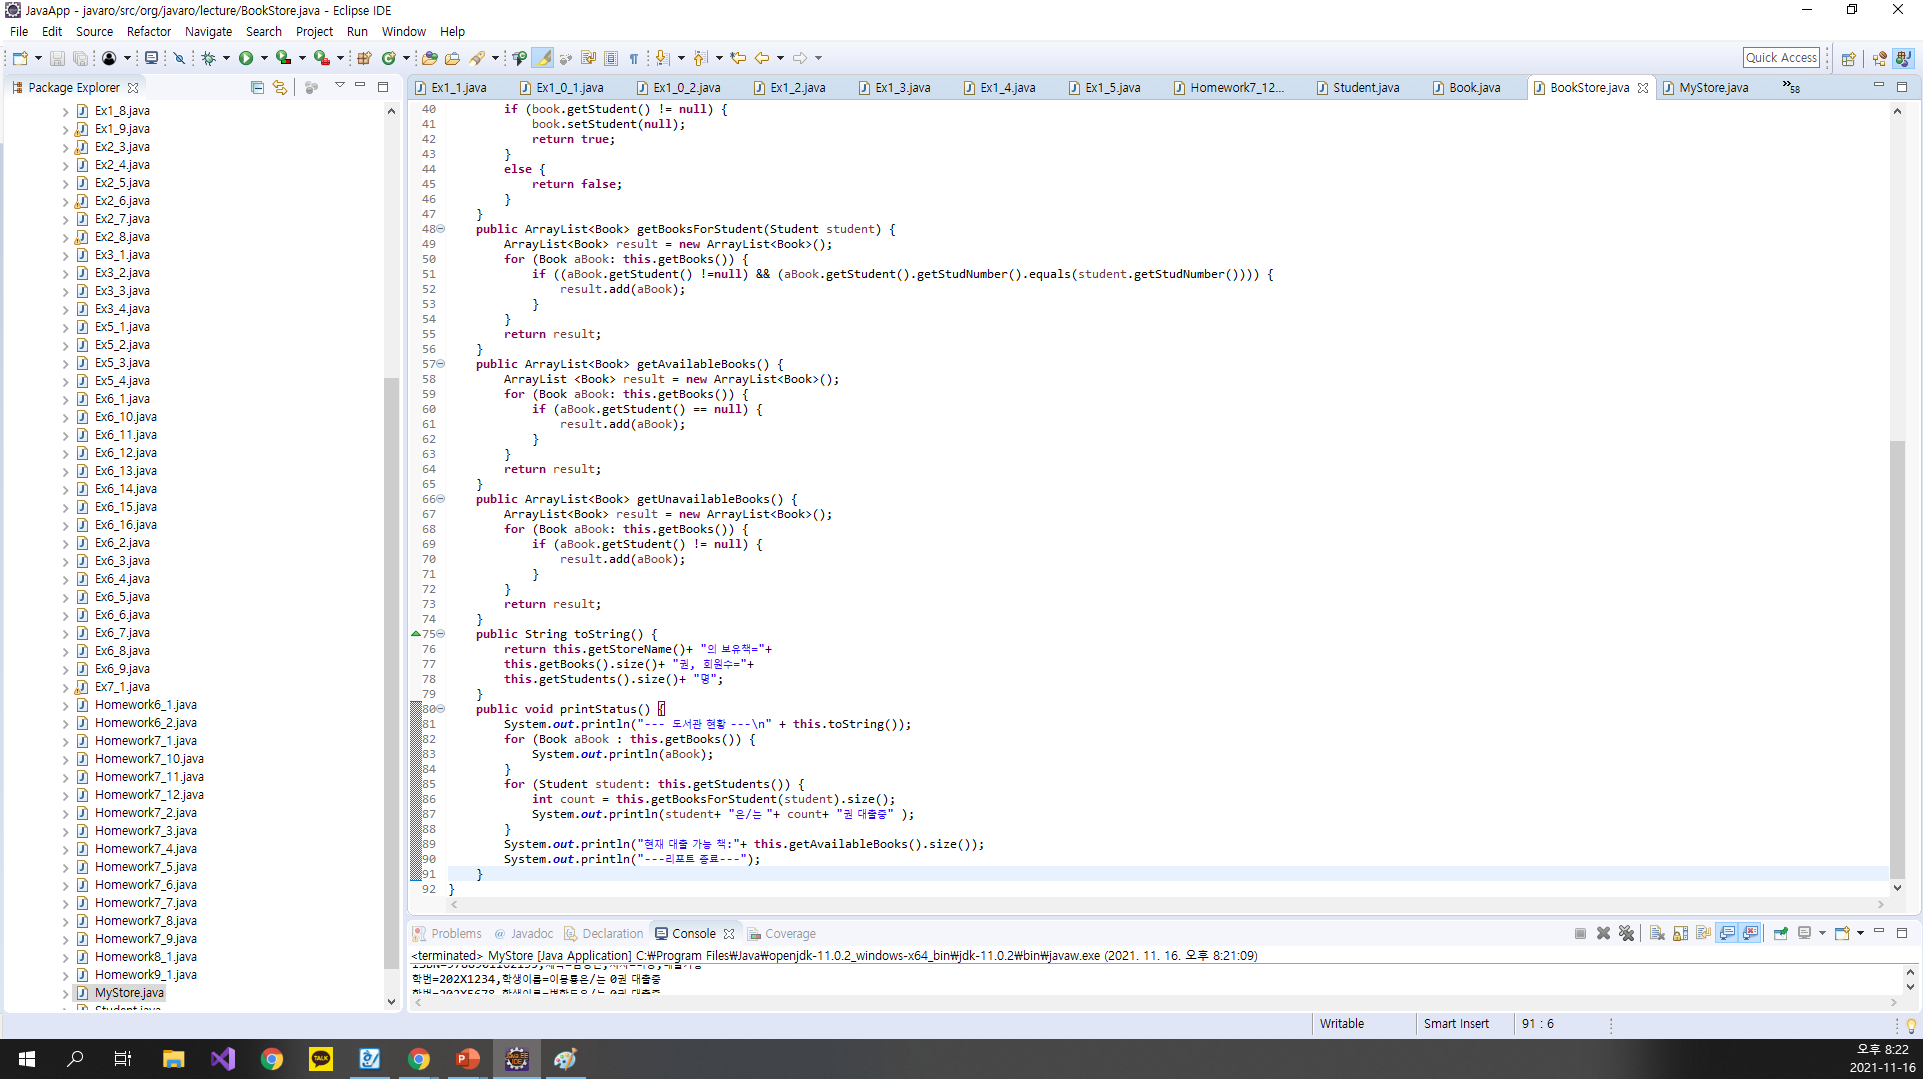 JavaApp - javaro/src/org/javaro/lecture/BookStore.java - Eclipse IDE
File Edit Source Refactor Navigate Search Project Run Window Help
Quick Access
Package Explorer
Ex1_1.java Ex1_0_1.java Ex1_0_2.java Ex1_2.java Ex1_3.java Ex1_4.java Ex1_5.java Homework7_12... Student.java Book.java BookStore.java MyStore.java »58
Ex1_8.java
Ex1_9.java
Ex2_3.java
Ex2_4.java
Ex2_5.java
Ex2_6.java
Ex2_7.java
Ex2_8.java
Ex3_1.java
Ex3_2.java
Ex3_3.java
Ex3_4.java
Ex5_1.java
Ex5_2.java
Ex5_3.java
Ex5_4.java
Ex6_1.java
Ex6_10.java
Ex6_11.java
Ex6_12.java
Ex6_13.java
Ex6_14.java
Ex6_15.java
Ex6_16.java
Ex6_2.java
Ex6_3.java
Ex6_4.java
Ex6_5.java
Ex6_6.java
Ex6_7.java
Ex6_8.java
Ex6_9.java
Ex7_1.java
Homework6_1.java
Homework6_2.java
Homework7_1.java
Homework7_10.java
Homework7_11.java
Homework7_12.java
Homework7_2.java
Homework7_3.java
Homework7_4.java
Homework7_5.java
Homework7_6.java
Homework7_7.java
Homework7_8.java
Homework7_9.java
Homework8_1.java
Homework9_1.java
MyStore.java
Student.java
40 if (book.getStudent() != null) {
41 book.setStudent(null);
42 return true;
43 }
44 else {
45 return false;
46 }
47 }
48 public ArrayList<Book> getBooksForStudent(Student student) {
49 ArrayList<Book> result = new ArrayList<Book>();
50 for (Book aBook: this.getBooks()) {
51 if ((aBook.getStudent() !=null) && (aBook.getStudent().getStudNumber().equals(student.getStudNumber()))) {
52 result.add(aBook);
53 }
54 }
55 return result;
56 }
57 public ArrayList<Book> getAvailableBooks() {
58 ArrayList <Book> result = new ArrayList<Book>();
59 for (Book aBook: this.getBooks()) {
60 if (aBook.getStudent() == null) {
61 result.add(aBook);
62 }
63 }
64 return result;
65 }
66 public ArrayList<Book> getUnavailableBooks() {
67 ArrayList<Book> result = new ArrayList<Book>();
68 for (Book aBook: this.getBooks()) {
69 if (aBook.getStudent() != null) {
70 result.add(aBook);
71 }
72 }
73 return result;
74 }
75 public String toString() {
76 return this.getStoreName()+ "의 보유책="+
77 this.getBooks().size()+ "권, 회원수="+
78 this.getStudents().size()+ "명";
79 }
80 public void printStatus() {
81 System.out.println("--- 도서관 현황 ---\n" + this.toString());
82 for (Book aBook : this.getBooks()) {
83 System.out.println(aBook);
84 }
85 for (Student student: this.getStudents()) {
86 int count = this.getBooksForStudent(student).size();
87 System.out.println(student+ "은/는 "+ count+ "권 대출중" );
88 }
89 System.out.println("현재 대출 가능 책:"+ this.getAvailableBooks().size());
90 System.out.println("---리포트 종료---");
91 }
92 }
Problems @ Javadoc Declaration Console Coverage
<terminated> MyStore [Java Application] C:₩Program Files₩Java₩openjdk-11.0.2_windows-x64_bin₩jdk-11.0.2₩bin₩javaw.exe (2021. 11. 16. 오후 8:21:09)
학번=202X1234,학생이름=이몽룡은/는 0권 대출중
학번=202X5678,학생이름=변학도은/는 0권 대출중
Writable Smart Insert 91 : 6
TALK
오후 8:22
2021-11-16